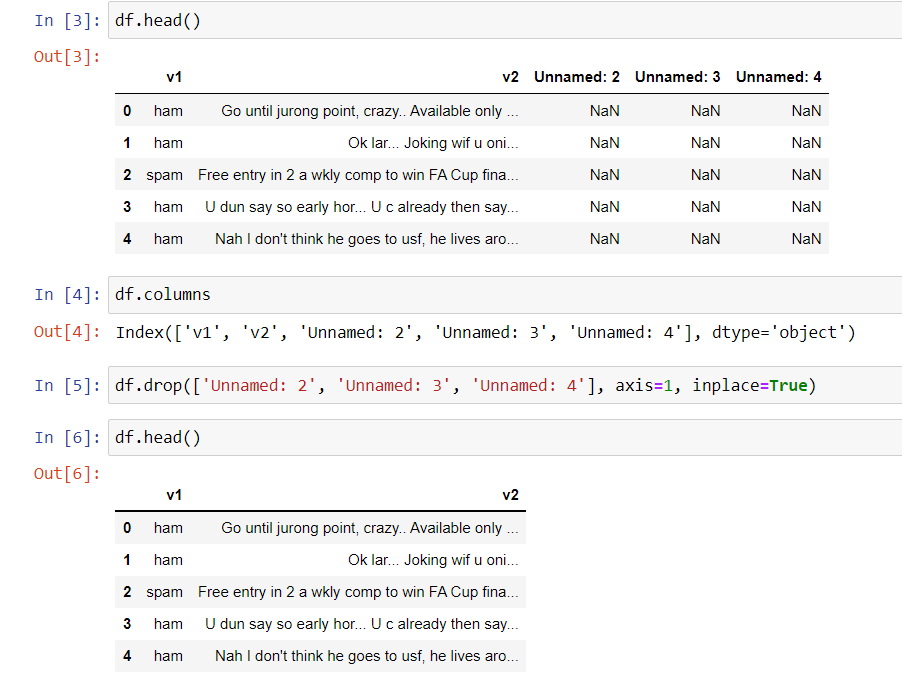 In [3]: df.head()
Out[3]:
v1 v2 Unnamed: 2 Unnamed: 3 Unnamed: 4
0 ham Go until jurong point, crazy.. Available only ... NaN NaN NaN
1 ham Ok lar... Joking wif u oni... NaN NaN NaN
2 spam Free entry in 2 a wkly comp to win FA Cup fina... NaN NaN NaN
3 ham U dun say so early hor... U c already then say... NaN NaN NaN
4 ham Nah I don't think he goes to usf, he lives aro... NaN NaN NaN
In [4]: df.columns
Out[4]: Index(['v1', 'v2', 'Unnamed: 2', 'Unnamed: 3', 'Unnamed: 4'], dtype='object')
In [5]: df.drop(['Unnamed: 2', 'Unnamed: 3', 'Unnamed: 4'], axis=1, inplace=True)
In [6]: df.head()
Out[6]:
v1 v2
0 ham Go until jurong point, crazy.. Available only ...
1 ham Ok lar... Joking wif u oni...
2 spam Free entry in 2 a wkly comp to win FA Cup fina...
3 ham U dun say so early hor... U c already then say...
4 ham Nah I don't think he goes to usf, he lives aro...